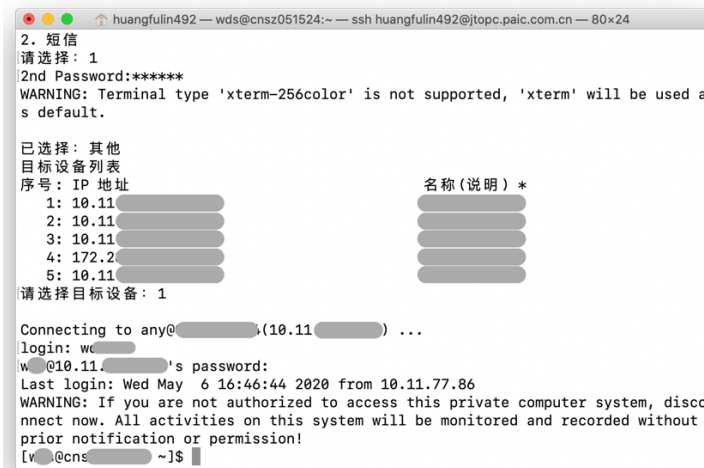 huangfulin492 — wds@cnsz051524:~ — ssh huangfulin492@jtopc.paic.com.cn — 80×24
2. 短信
请选择: 1
2nd Password:******
WARNING: Terminal type 'xterm-256color' is not supported, 'xterm' will be used a
s default.
已选择: 其他
目标设备列表
序号: IP 地址 名称(说明) *
1: 10.11
2: 10.11
3: 10.11
4: 172.2
5: 10.11
请选择目标设备: 1
Connecting to any@ (10.11 ) ...
login: w
w @10.11. 's password:
Last login: Wed May  6 16:46:44 2020 from 10.11.77.86
WARNING: If you are not authorized to access this private computer system, disco
nnect now. All activities on this system will be monitored and recorded without
prior notification or permission!
[w @cns ~]$